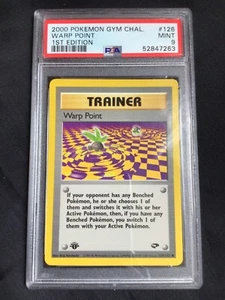 2000 POKEMON GYM CHAL #126
WARP POINT MINT
1ST EDITION 9
PSA 52847263
TRAINER
Warp Point
If your opponent has any Benched
Pokémon, he or she chooses 1 of them
and switches it with his or her
Active Pokémon, then, if you have
any Benched Pokémon, you switch 1
of them with your Active Pokémon.